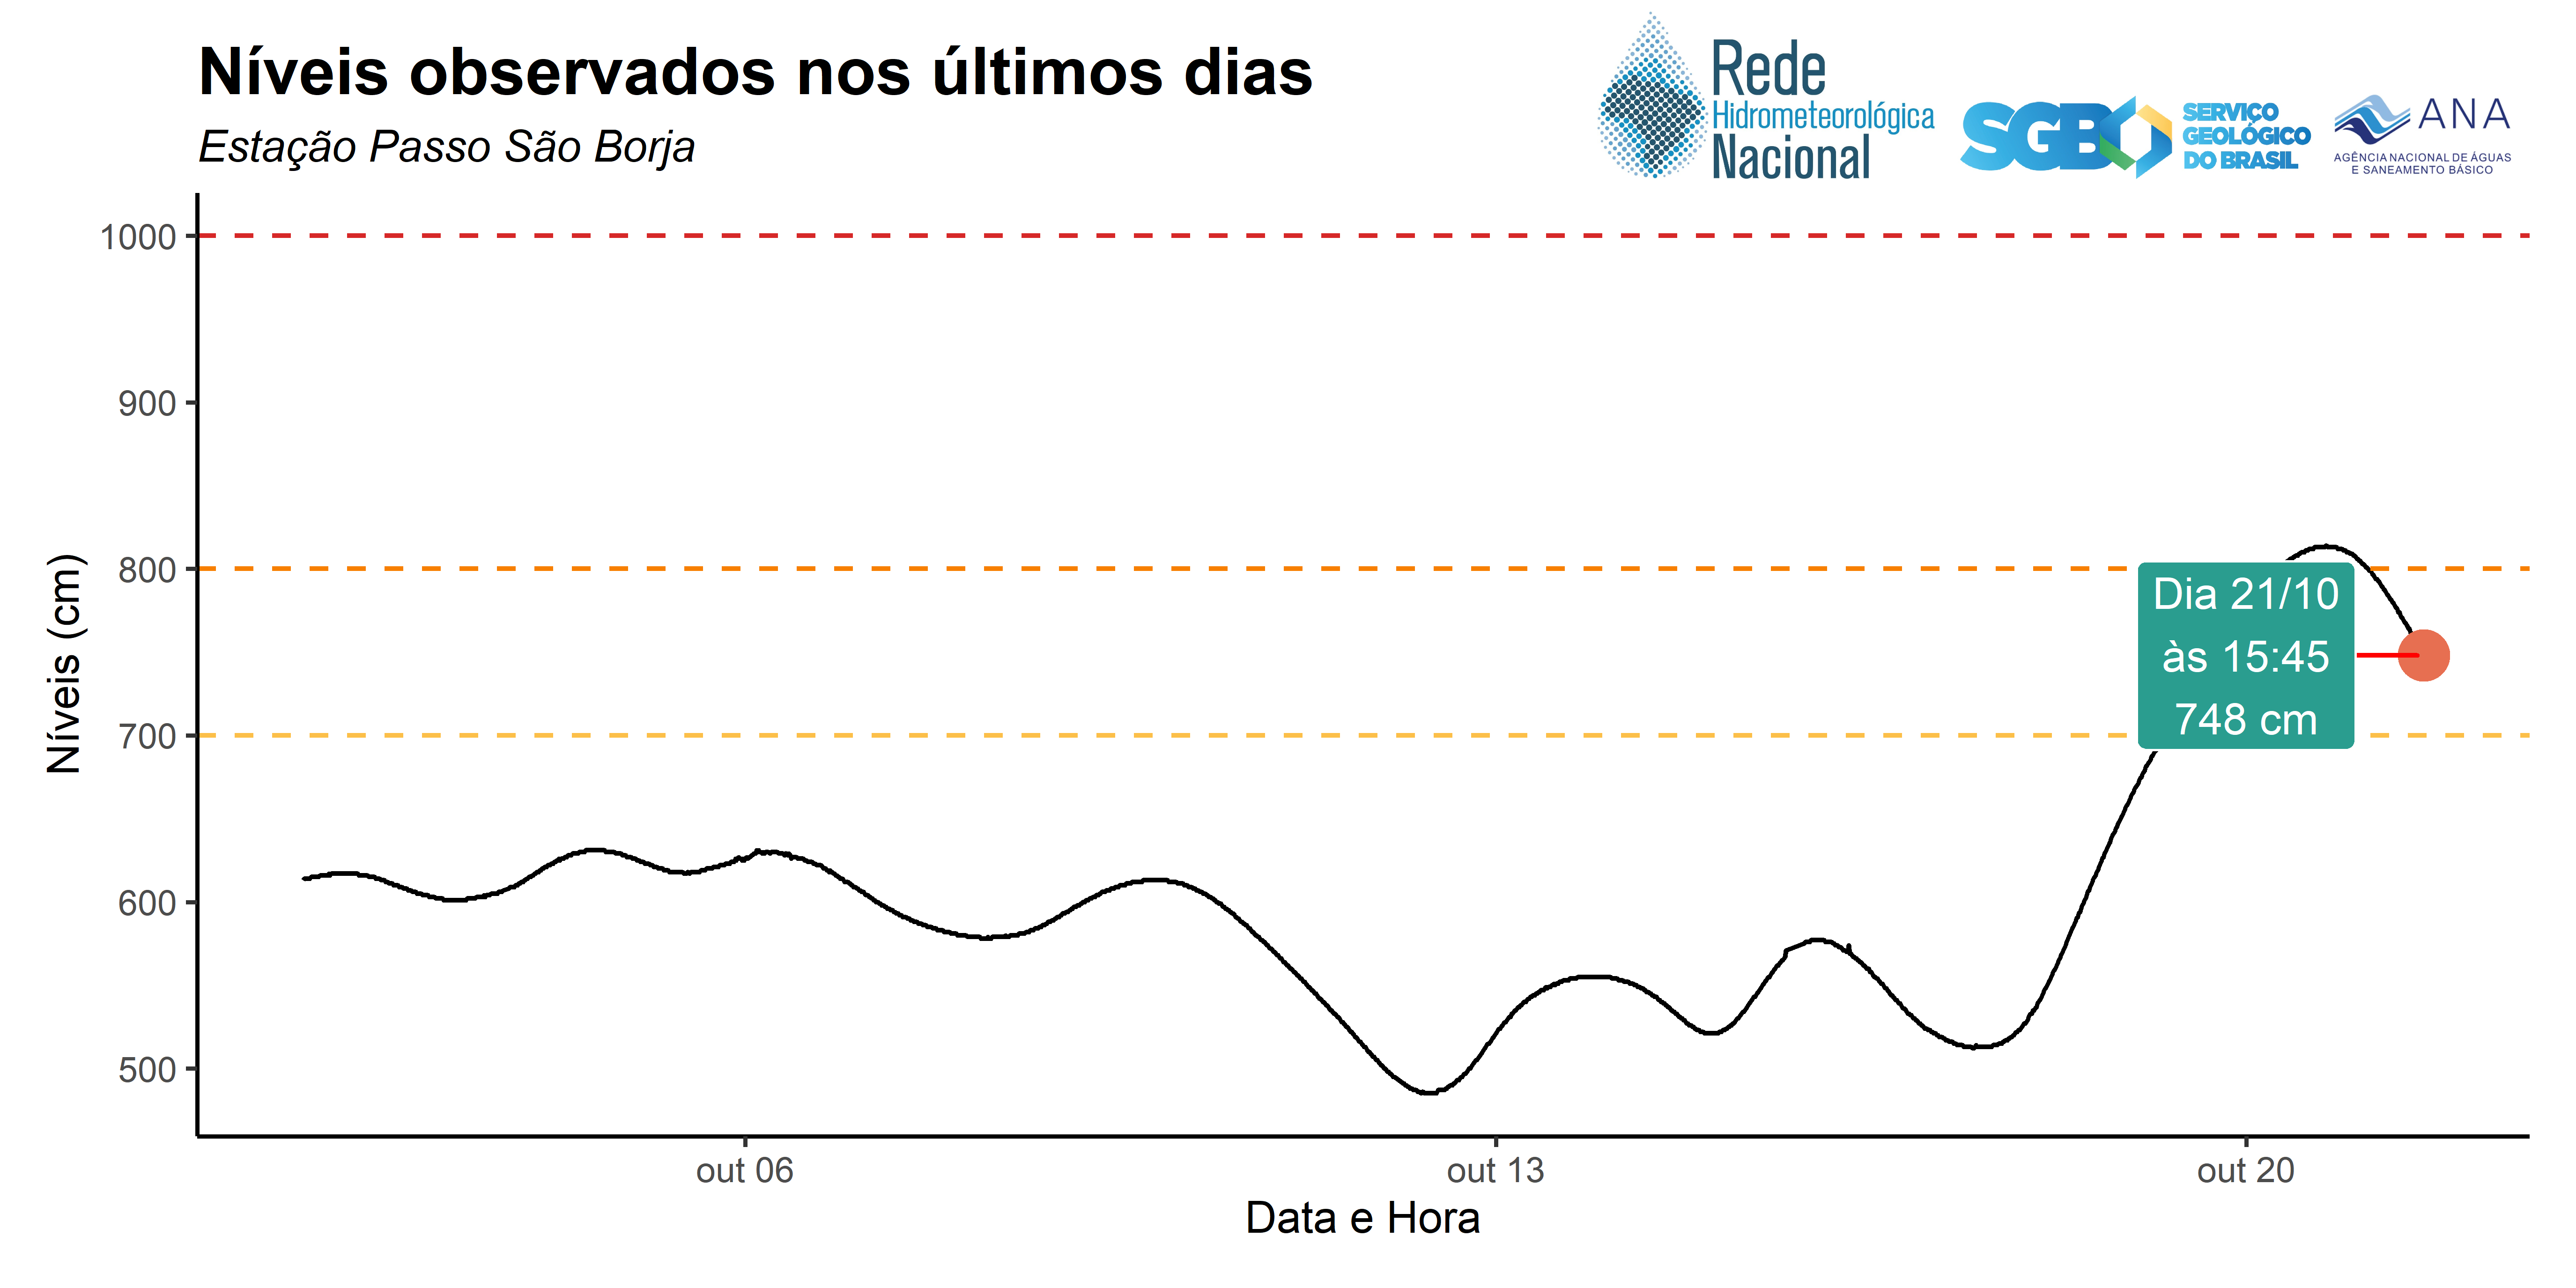 Níveis observados nos últimos dias
Estação Passo São Borja
Rede
Hidrometeorológica
Nacional
SGB
SERVIÇO
GEOLÓGICO
DO BRASIL
ANA
AGÊNCIA NACIONAL DE ÁGUAS
E SANEAMENTO BÁSICO
Níveis (cm)
1000
900
800
700
600
500
Dia 21/10
às 15:45
748 cm
out 06
out 13
out 20
Data e Hora